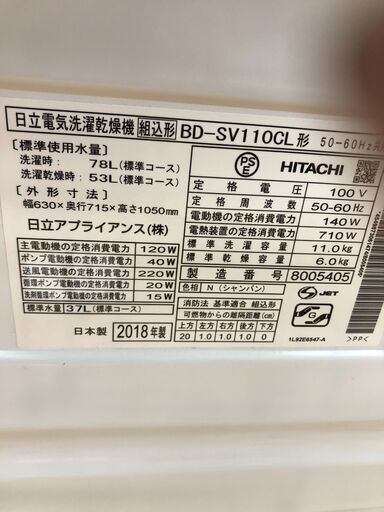 日立電気洗濯乾燥機 組込形 BD-SV110CL形 50-60Hz共
[標準使用水量]
洗濯時: 78L(標準コース)
洗濯乾燥時: 53L(標準コース)
[外形寸法]
幅630×奥行715×高さ1050mm
日立アプライアンス(株)
主電動機の定格消費電力 120W
ポンプ電動機の定格消費電力 40W
送風電動機の定格消費電力 220W
循環ポンプ電動機の定格消費電力 20W
洗剤循環ポンプ電動機の定格消費電力 15W
標準水量 37L(標準コース)
日本製 2018年製
PSE HITACHI
定格電圧 100V
定格周波数 50-60Hz
電動機の定格消費電力 140W
電熱装置の定格消費電力 710W
標準洗濯容量 11.0kg
標準乾燥容量 6.0kg
製造番号 8005405
色相 N(シャンパン)
消防法 基準適合 組込形
可燃物からの離隔距離(cm)
上方 左方 右方 前方 後方 下方
20 1.0 1.0 0 1.0 0
JET
G
1L92E6547-A
>PP<